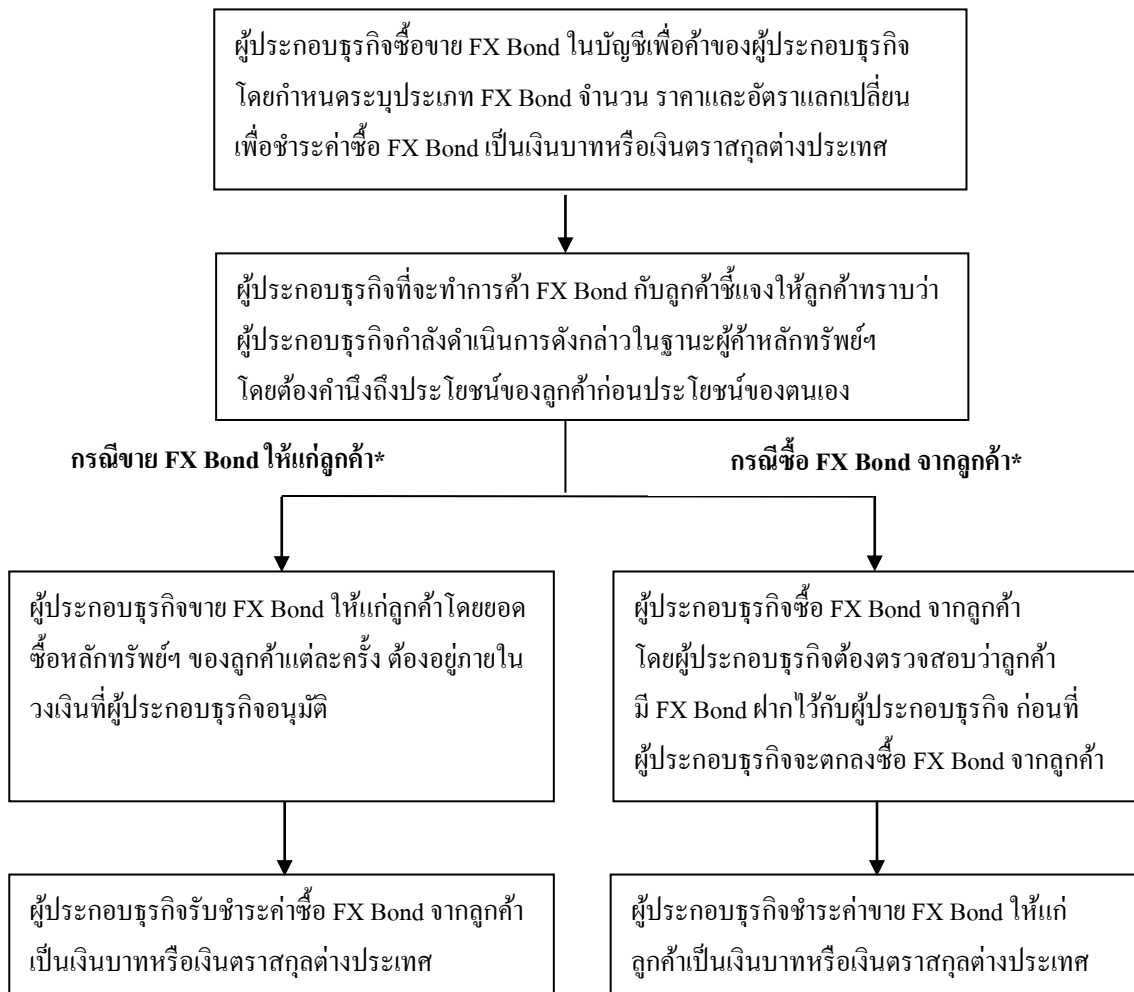 ผู้ประกอบธุรกิจซื้อขาย FX Bond ในบัญชีเพื่อค้าของผู้ประกอบธุรกิจ
โดยกำหนดระบุประเภท FX Bond จำนวน ราคาและอัตราแลกเปลี่ยน
เพื่อชำระค่าซื้อ FX Bond เป็นเงินบาทหรือเงินตราสกุลต่างประเทศ
ผู้ประกอบธุรกิจที่จะทำการค้า FX Bond กับลูกค้าชี้แจงให้ลูกค้าทราบว่า
ผู้ประกอบธุรกิจกำลังดำเนินการดังกล่าวในฐานะผู้ค้าหลักทรัพย์ฯ
โดยต้องคำนึงถึงประโยชน์ของลูกค้าก่อนประโยชน์ของตนเอง
กรณีขาย FX Bond ให้แก่ลูกค้า*
กรณีซื้อ FX Bond จากลูกค้า*
ผู้ประกอบธุรกิจขาย FX Bond ให้แก่ลูกค้าโดยยอด
ซื้อหลักทรัพย์ฯ ของลูกค้าแต่ละครั้ง ต้องอยู่ภายใน
วงเงินที่ผู้ประกอบธุรกิจอนุมัติ
ผู้ประกอบธุรกิจซื้อ FX Bond จากลูกค้า
โดยผู้ประกอบธุรกิจต้องตรวจสอบว่าลูกค้า
มี FX Bond ฝากไว้กับผู้ประกอบธุรกิจ ก่อนที่
ผู้ประกอบธุรกิจจะตกลงซื้อ FX Bond จากลูกค้า
ผู้ประกอบธุรกิจรับชำระค่าซื้อ FX Bond จากลูกค้า
เป็นเงินบาทหรือเงินตราสกุลต่างประเทศ
ผู้ประกอบธุรกิจชำระค่าขาย FX Bond ให้แก่
ลูกค้าเป็นเงินบาทหรือเงินตราสกุลต่างประเทศ